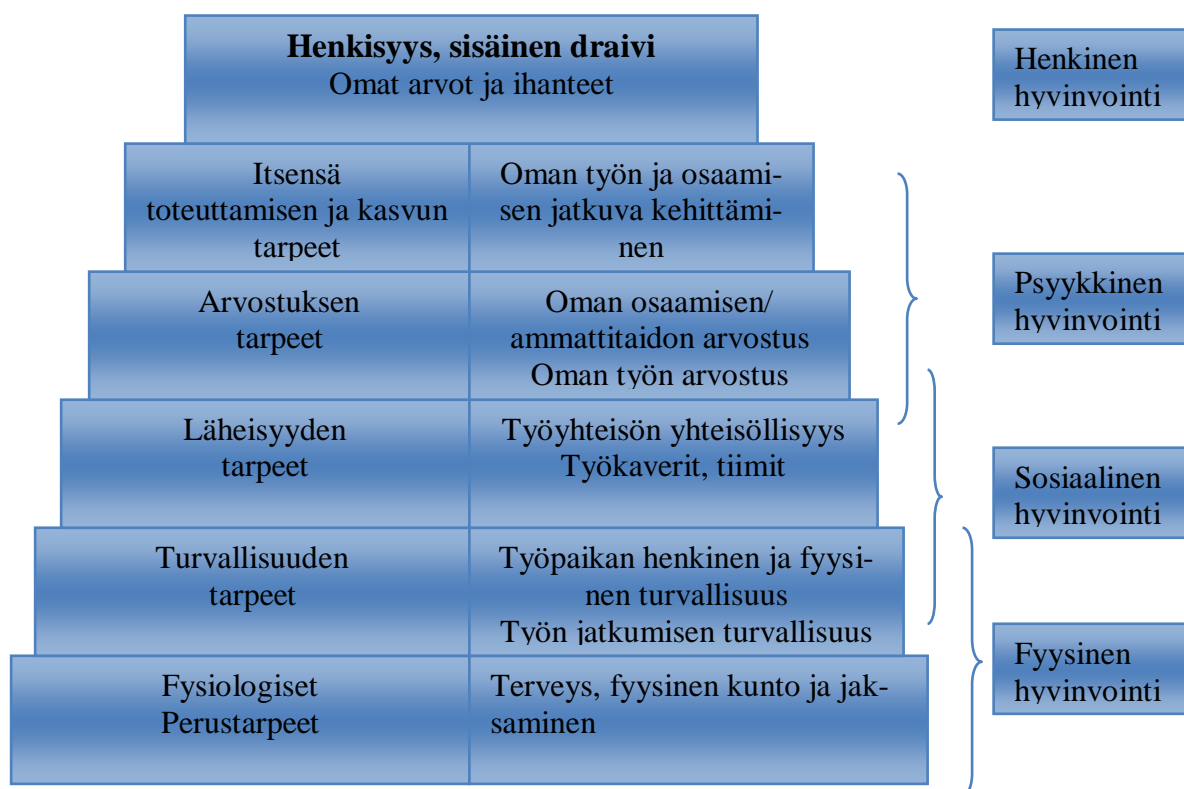 Henkisyys, sisäinen draivi
Omat arvot ja ihanteet
Henkinen
hyvinvointi
Itsensä
toteuttamisen ja kasvun
tarpeet
Oman työn ja osaami-
sen jatkuva kehittämi-
nen
Arvostuksen
tarpeet
Oman osaamisen/
ammattitaidon arvostus
Oman työn arvostus
Psyykkinen
hyvinvointi
Läheisyyden
tarpeet
Työyhteisön yhteisöllisyys
Työkaverit, tiimit
Sosiaalinen
hyvinvointi
Turvallisuuden
tarpeet
Työpaikan henkinen ja fyysi-
nen turvallisuus
Työn jatkumisen turvallisuus
Fysiologiset
Perustarpeet
Terveys, fyysinen kunto ja jak-
saminen
Fyysinen
hyvinvointi